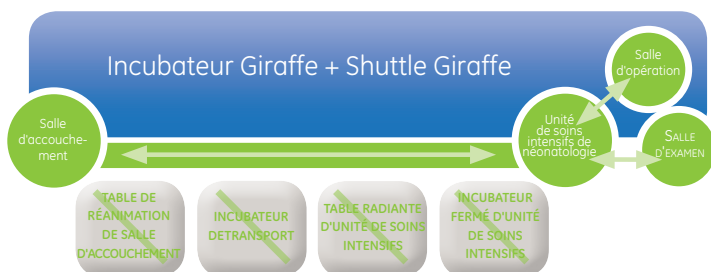 Incubateur Giraffe + Shuttle Giraffe
Salle
d'opération
Salle
d'accouche-
ment
Unité
de soins
intensifs de
néonatologie
SALLE
D'EXAMEN
TABLE DE
RÉANIMATION
DE SALLE
D'ACCOUCHEMENT
INCUBATEUR
DETRANSPORT
TABLE RADIANTE
D'UNITÉ DE SOINS
INTENSIFS
INCUBATEUR
FERMÉ D'UNITÉ
DE SOINS
INTENSIFS